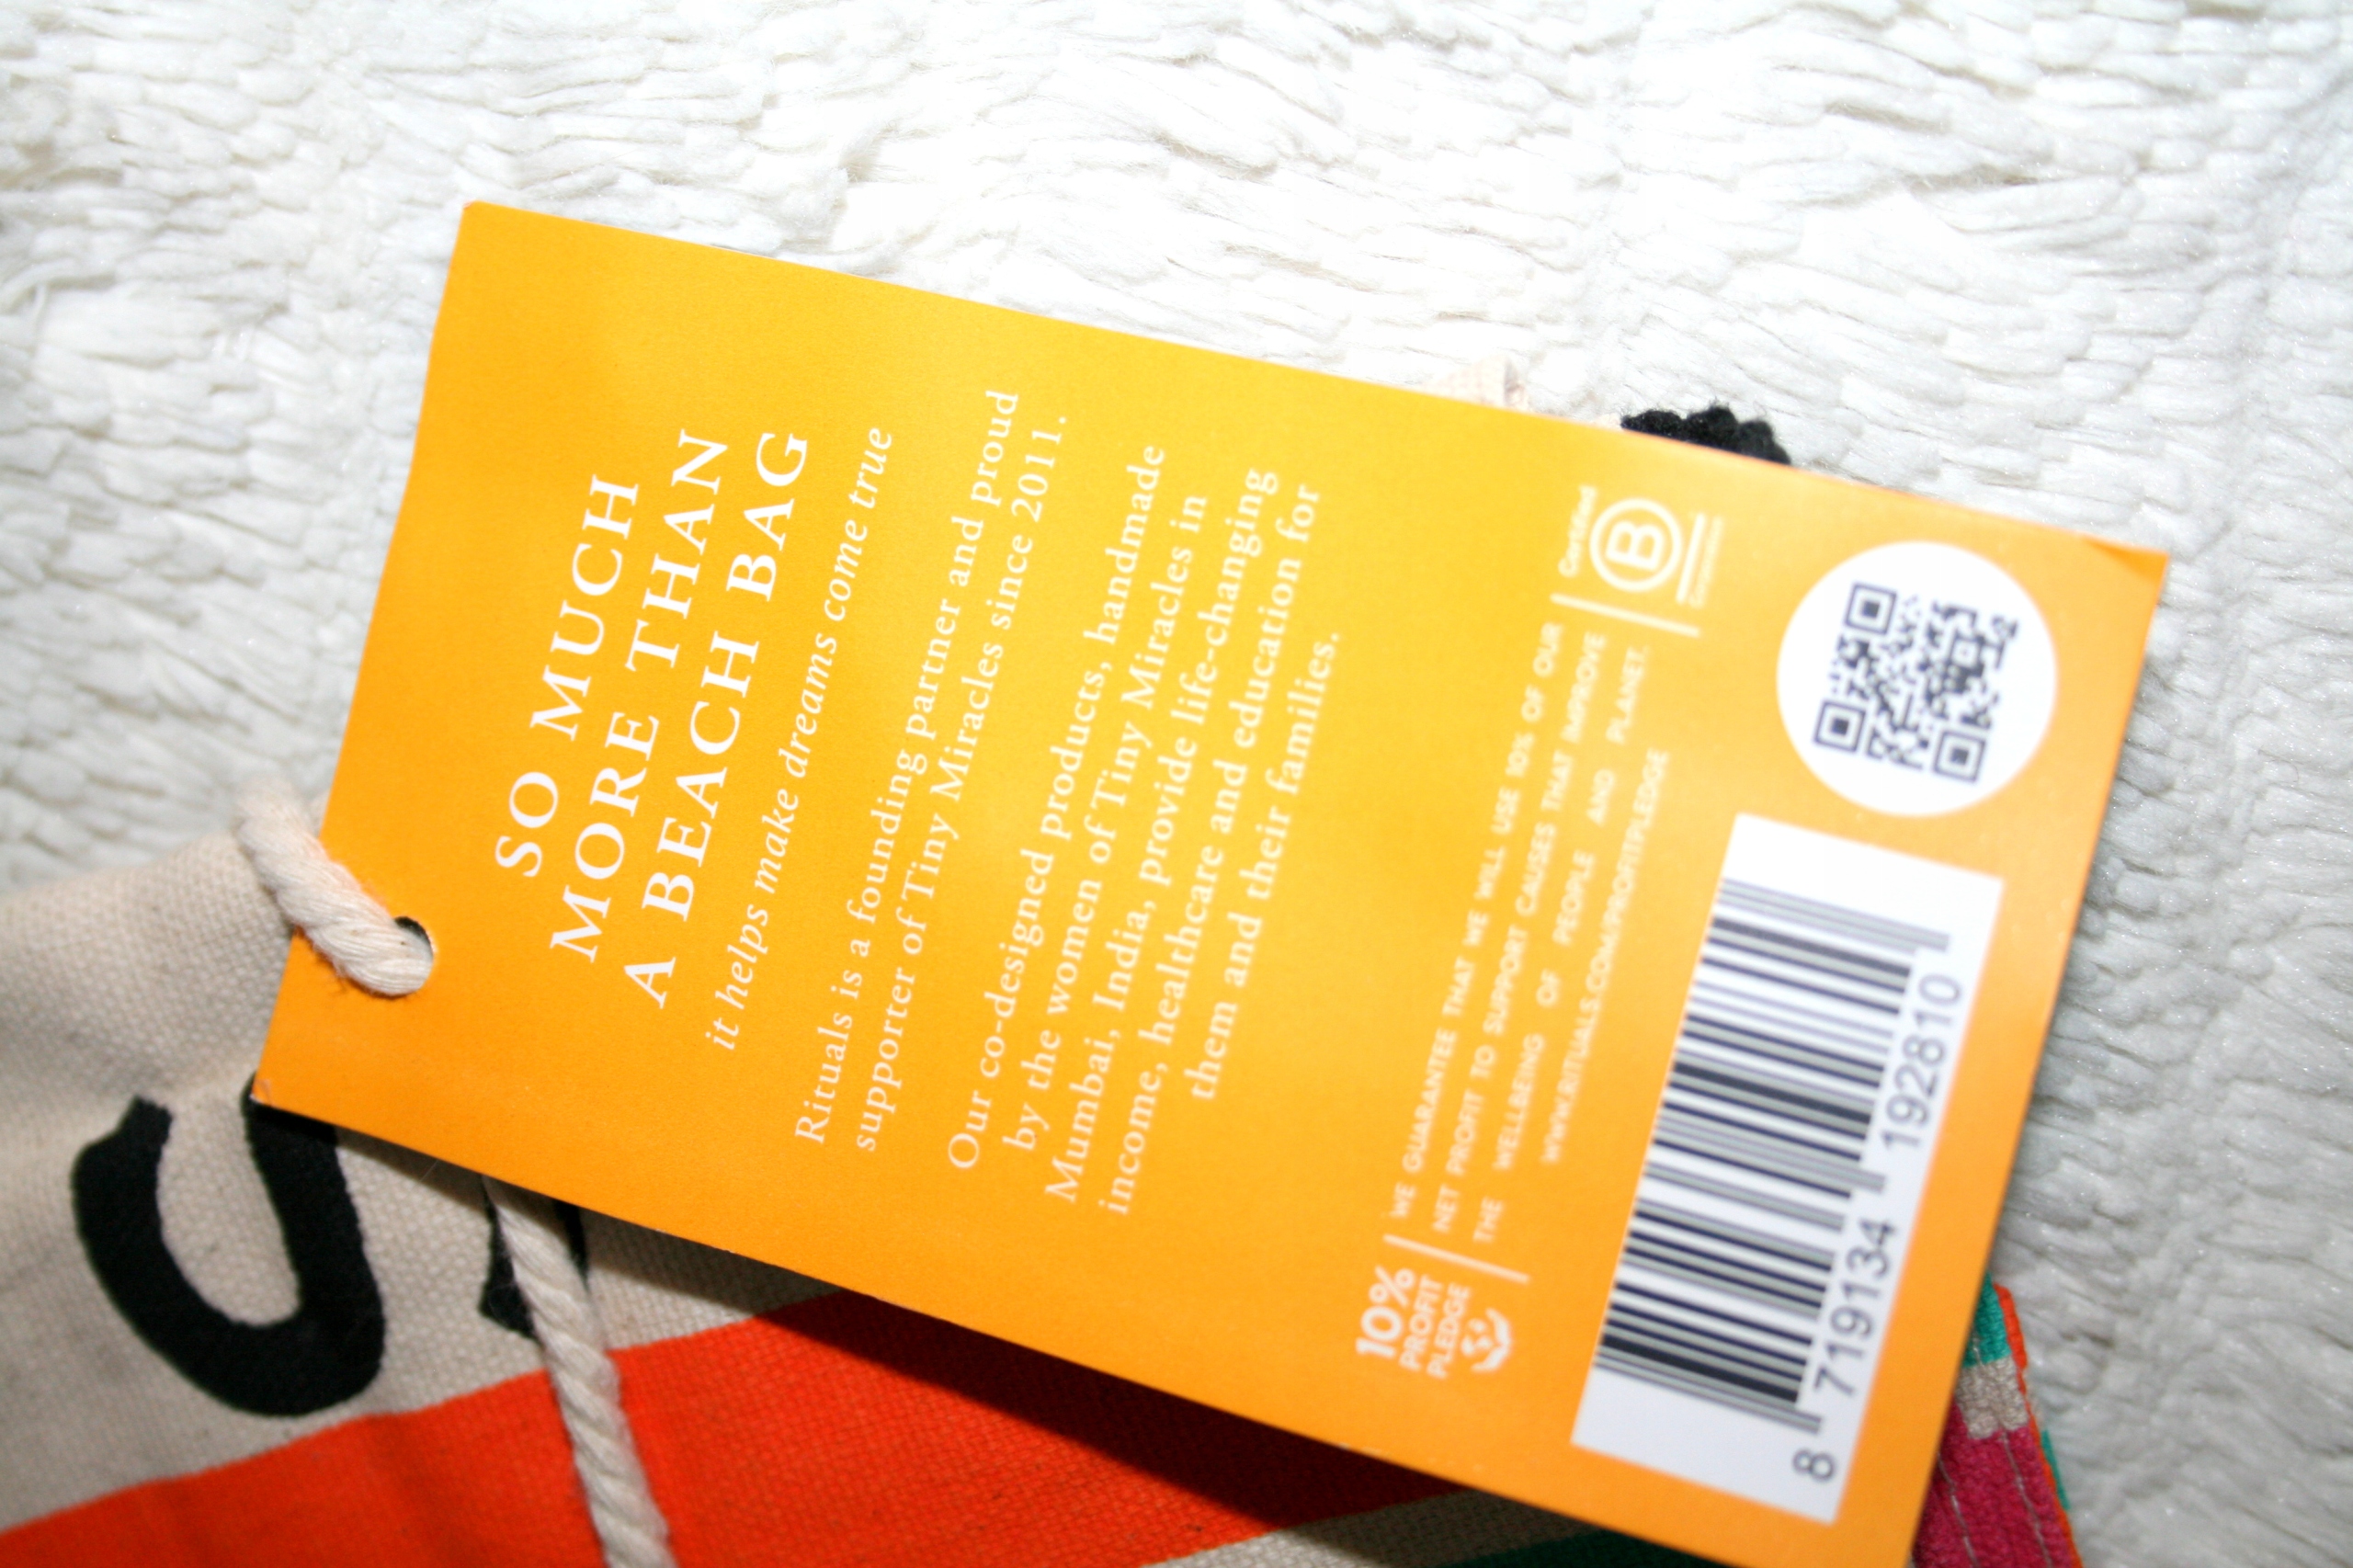 SO MUCH
MORE THAN
A BEACH BAG
it helps make dreams come true
Rituals is a founding partner and proud
supporter of Tiny Miracles since 2011.
Our co-designed products, handmade
by the women of Tiny Miracles in
Mumbai, India, provide life-changing
income, healthcare and education for
them and their families.
10%
PROFIT
PLEDGE
WE GUARANTEE THAT WE WILL USE 10% OF OUR
NET PROFIT TO SUPPORT CAUSES THAT IMPROVE
THE WELLBEING OF PEOPLE AND PLANET.
WWW.RITUALS.COM/PROFITPLEDGE
Certified
B
Corporation
8 719134 192810
S